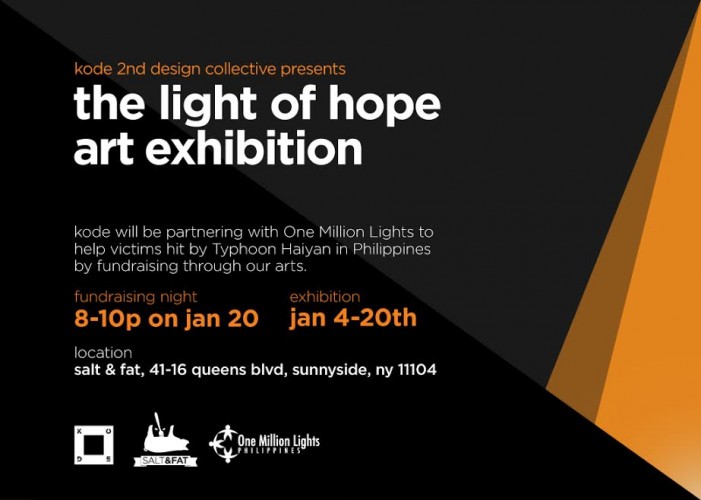 kode 2nd design collective presents
the light of hope
art exhibition
kode will be partnering with One Million Lights to
help victims hit by Typhoon Haiyan in Philippines
by fundraising through our arts.
fundraising night
8-10p on jan 20
exhibition
jan 4-20th
location
salt & fat, 41-16 queens blvd, sunnyside, ny 11104
K O
D E
SALT&FAT
One Million Lights
PHILIPPINES